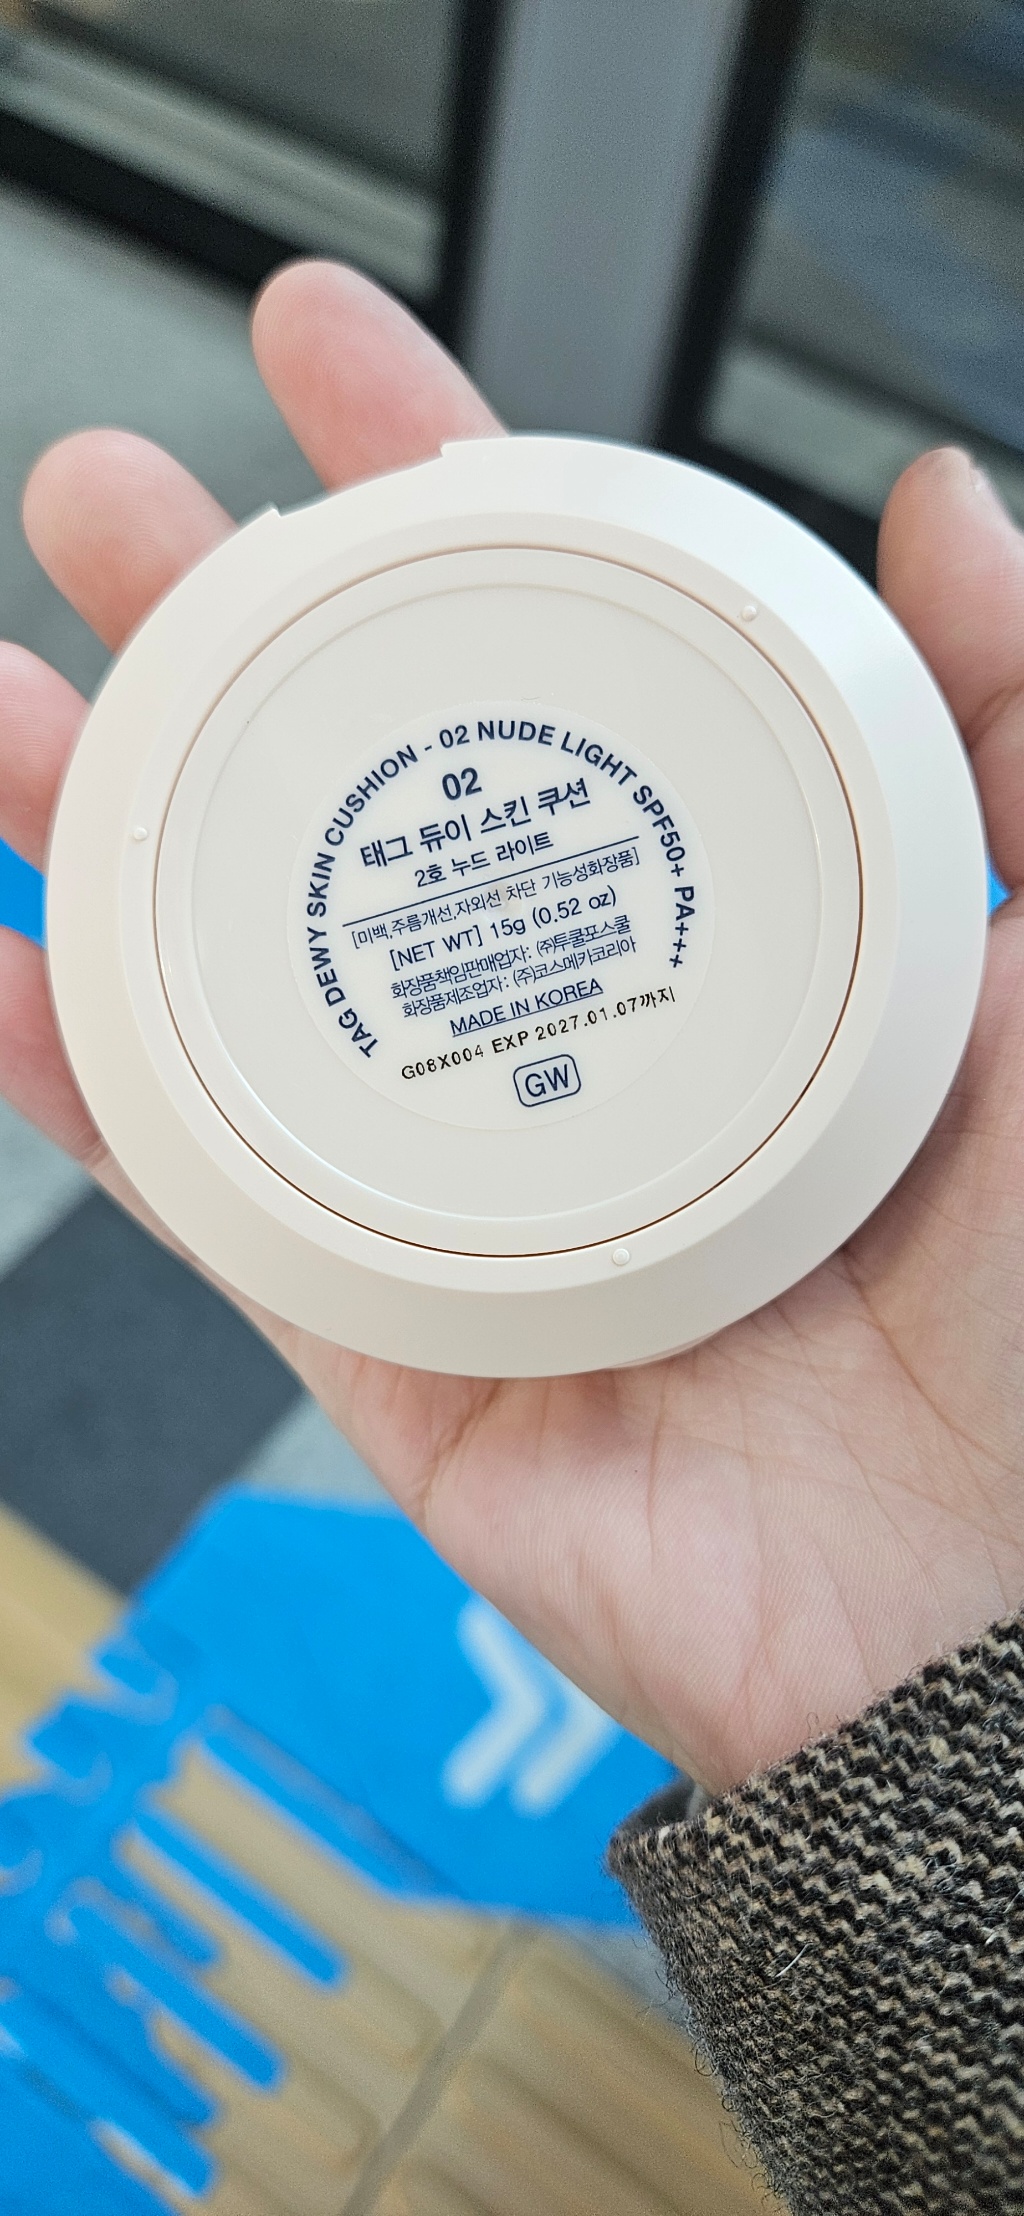 TAG DEWY SKIN CUSHION - 02 NUDE LIGHT SPF50+ PA+++
02
태그 듀이 스킨 쿠션
2호 누드 라이트
[미백,주름개선,자외선 차단 기능성화장품]
[NET WT] 15g (0.52 oz)
화장품책임판매업자: (주)투쿨포스쿨
화장품제조업자: (주)코스메카코리아
MADE IN KOREA
G08X004 EXP 2027.01.07까지
GW